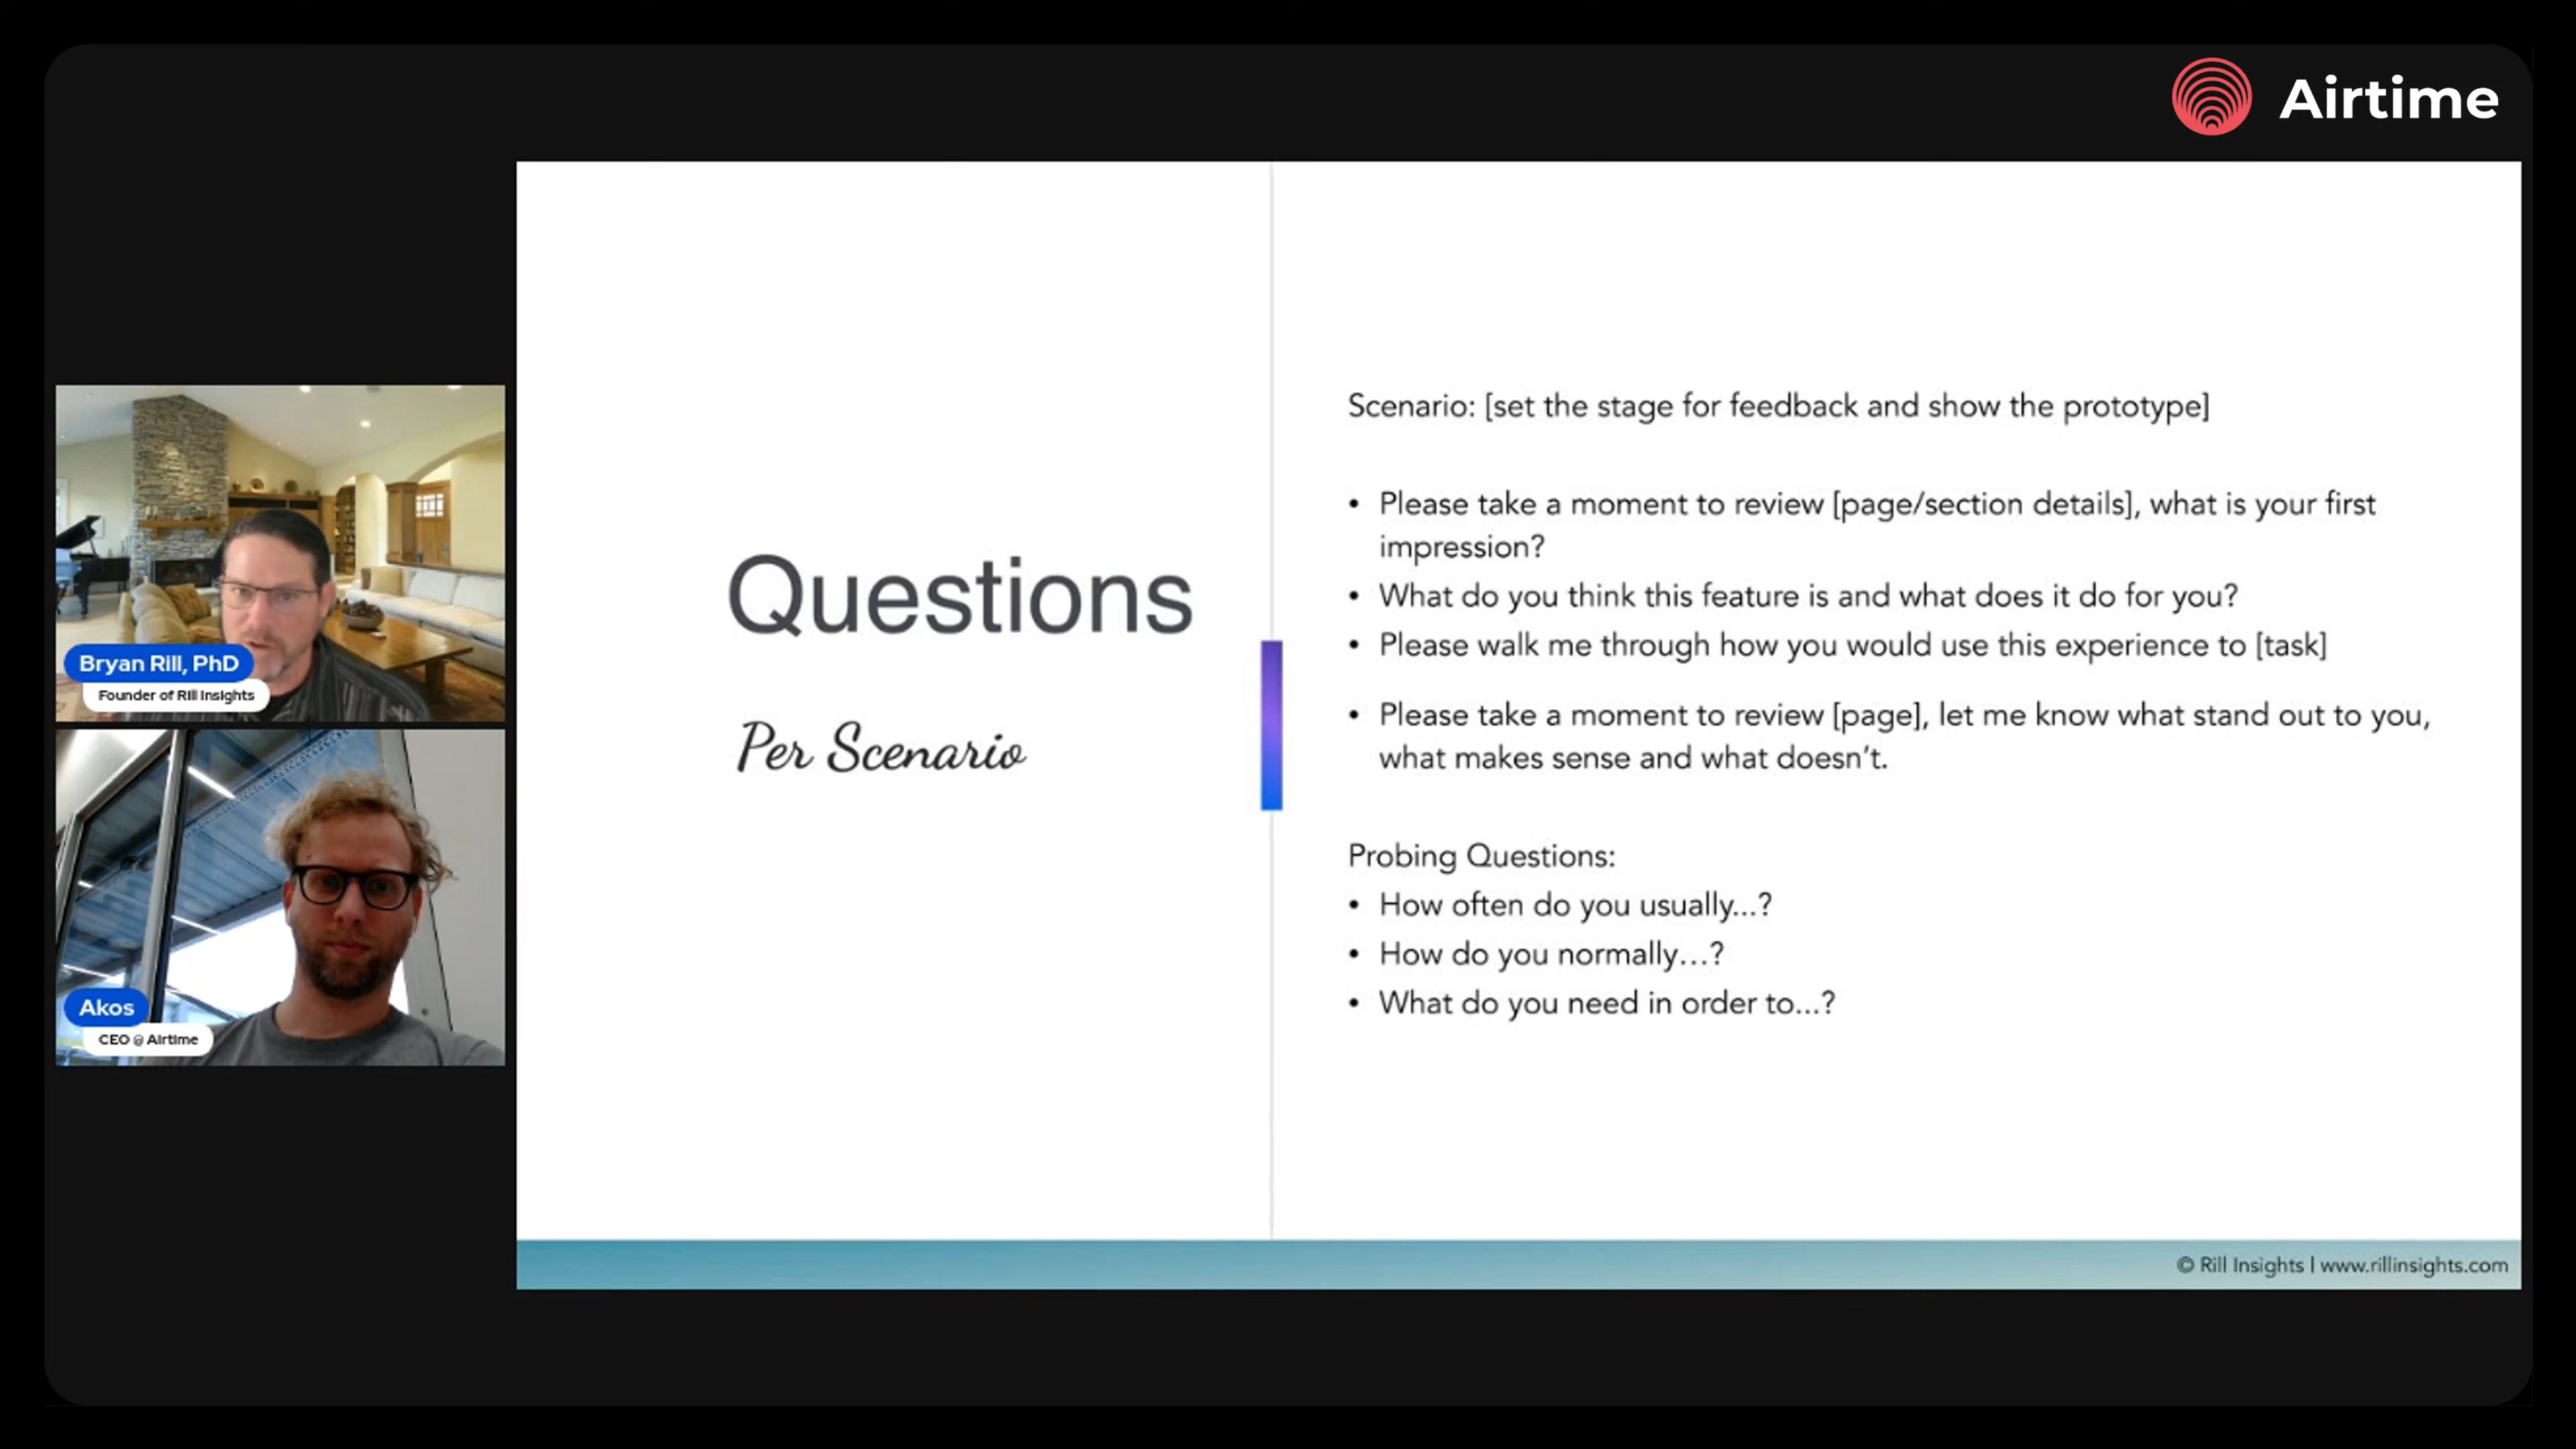 Airtime
Bryan Rill, PhD
Founder of Rill Insights
Akos
CEO @ Airtime
Questions
Per Scenario
Scenario: [set the stage for feedback and show the prototype]
• Please take a moment to review [page/section details], what is your first
impression?
• What do you think this feature is and what does it do for you?
• Please walk me through how you would use this experience to [task]
• Please take a moment to review [page], let me know what stand out to you,
what makes sense and what doesn’t.
Probing Questions:
• How often do you usually...?
• How do you normally...?
• What do you need in order to...?
© Rill Insights | www.rillinsights.com